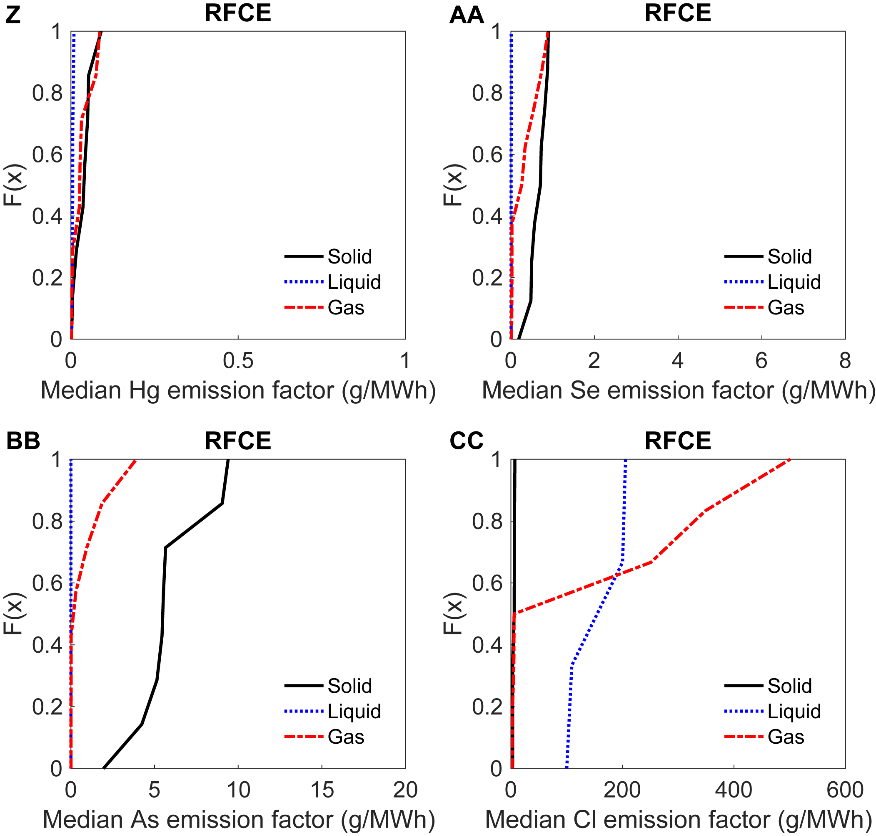 Z RFCE
1
0.8
0.6
0.4
0.2
0
F(x)
Solid
Liquid
Gas
0 0.5 1
Median Hg emission factor (g/MWh)
AA RFCE
1
0.8
0.6
0.4
0.2
0
F(x)
Solid
Liquid
Gas
0 2 4 6 8
Median Se emission factor (g/MWh)
BB RFCE
1
0.8
0.6
0.4
0.2
0
F(x)
Solid
Liquid
Gas
0 5 10 15 20
Median As emission factor (g/MWh)
CC RFCE
1
0.8
0.6
0.4
0.2
0
F(x)
Solid
Liquid
Gas
0 200 400 600
Median Cl emission factor (g/MWh)